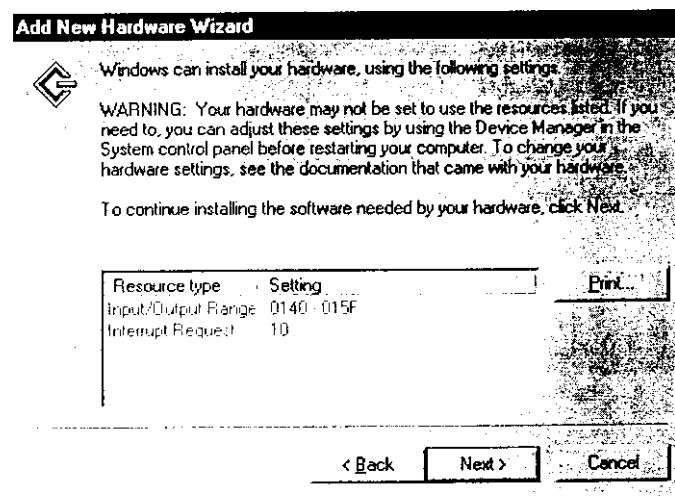 Add New Hardware Wizard
Windows can install your hardware, using the following settings.
WARNING: Your hardware may not be set to use the resources listed. If you
need to, you can adjust these settings by using the Device Manager in the
System control panel before restarting your computer. To change your
hardware settings, see the documentation that came with your hardware.
To continue installing the software needed by your hardware, click Next.
Resource type Setting
Input/Output Range 0140 - 015F
Interrupt Request 10
Print...
< Back Next > Cancel